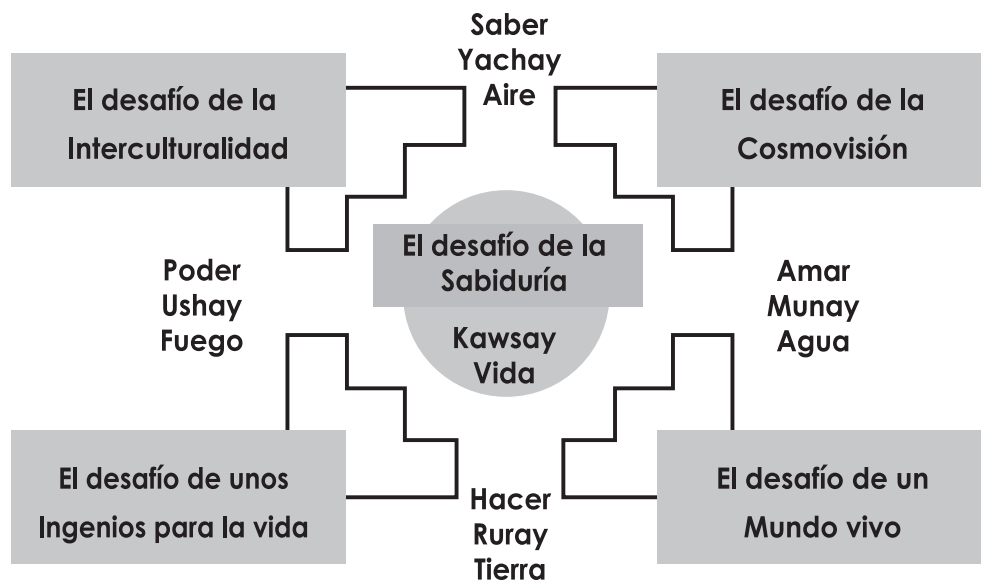 Saber
Yachay
Aire
El desafío de la
Interculturalidad
El desafío de la
Cosmovisión
El desafío de la
Sabiduría
Kawsay
Vida
Poder
Ushay
Fuego
Amar
Munay
Agua
El desafío de unos
Ingenios para la vida
El desafío de un
Mundo vivo
Hacer
Ruray
Tierra